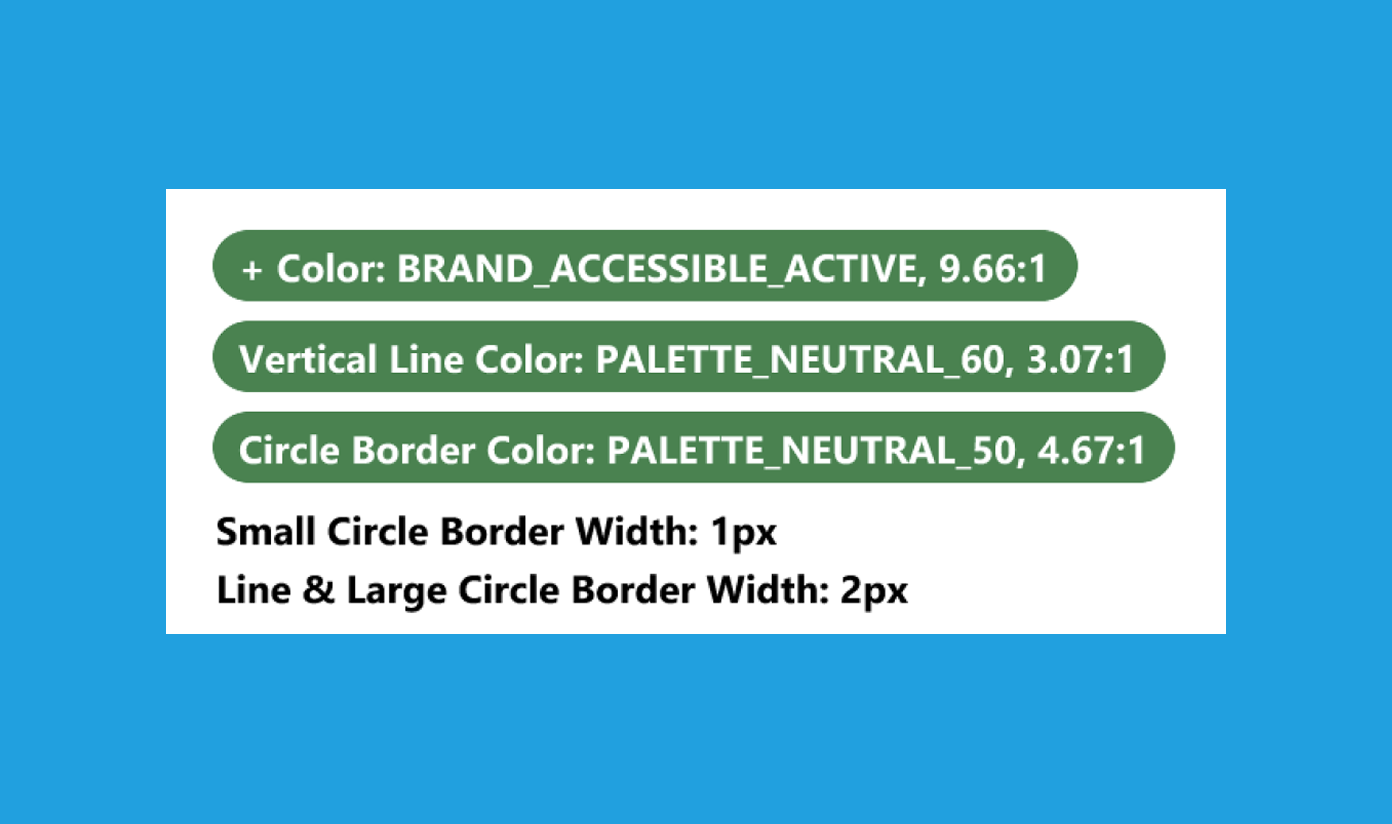 + Color: BRAND_ACCESSIBLE_ACTIVE, 9.66:1
Vertical Line Color: PALETTE_NEUTRAL_60, 3.07:1
Circle Border Color: PALETTE_NEUTRAL_50, 4.67:1
Small Circle Border Width: 1px
Line & Large Circle Border Width: 2px